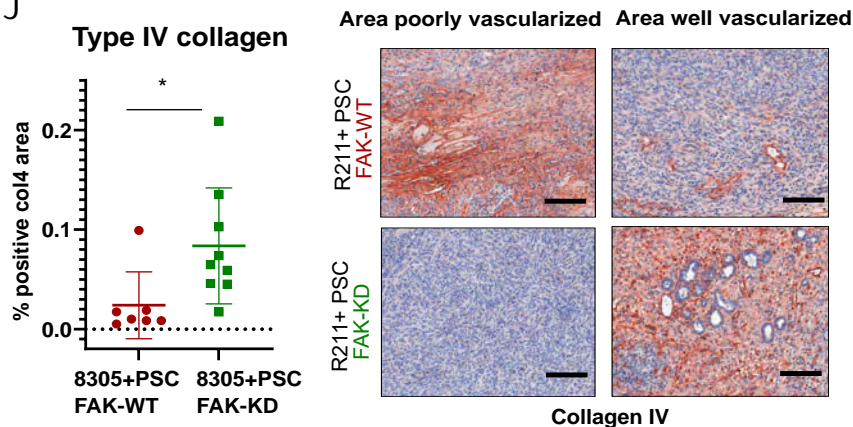 J
Type IV collagen
*
% positive col4 area
0.2
0.1
0.0
8305+PSC
FAK-WT
8305+PSC
FAK-KD
Area poorly vascularized
Area well vascularized
R211+ PSC
FAK-WT
R211+ PSC
FAK-KD
Collagen IV